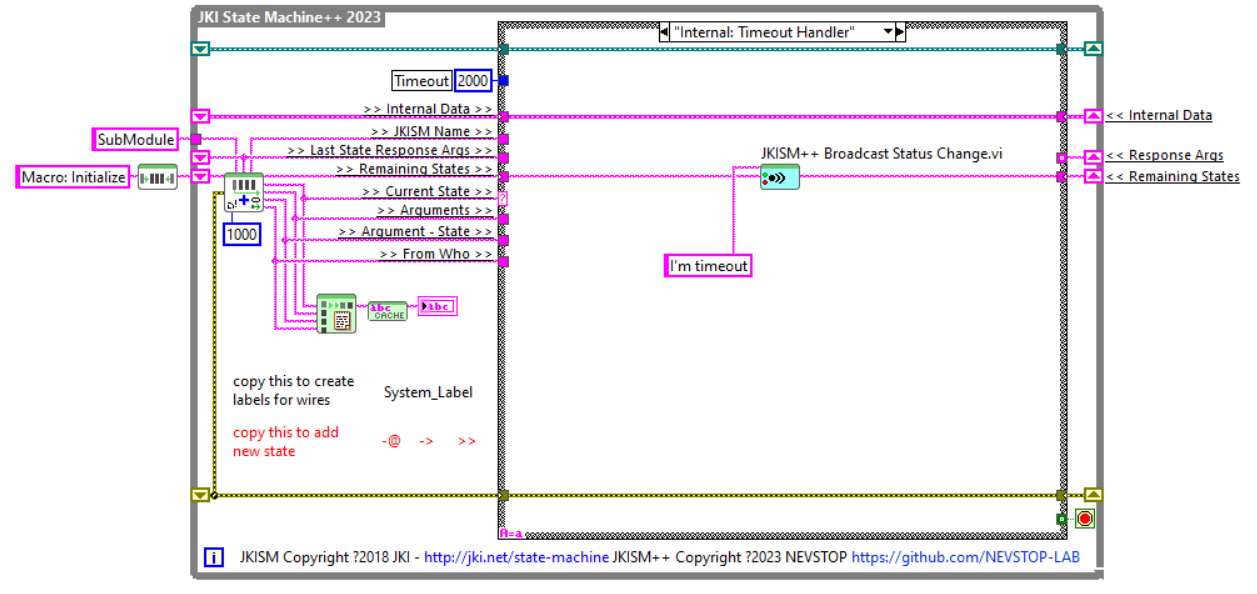 JKI State Machine++ 2023
"Internal: Timeout Handler"
Timeout 2000
>> Internal Data >>
<< Internal Data
>> JKISM Name >>
SubModule
>> Last State Response Args >>
JKISM++ Broadcast Status Change.vi
<< Response Args
Macro: Initialize
>> Remaining States >>
<< Remaining States
>> Current State >>
?
>> Arguments >>
1000
>> Argument - State >>
>> From Who >>
I'm timeout
abc
CACHE
abc
copy this to create
labels for wires
System_Label
copy this to add
new state
-@ -> >>
A=a
i
JKISM Copyright ?2018 JKI - http://jki.net/state-machine JKISM++ Copyright ?2023 NEVSTOP https://github.com/NEVSTOP-LAB